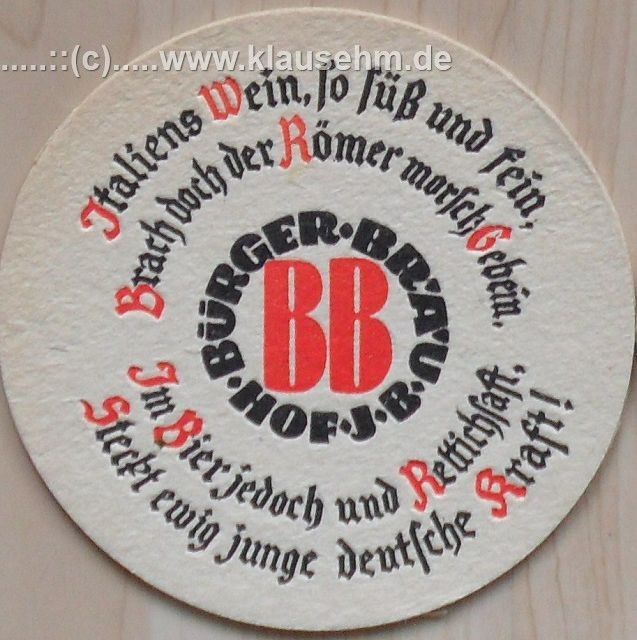 .....::(c).....www.klausehm.de
Italiens Wein, so süß und fein,
Brach doch der Römer morsch Gebein.
BÜRGER·BRÄU·HOF·J·B·
BB
Im Bier jedoch und Rettichsaft,
Steckt ewig junge deutsche Kraft!